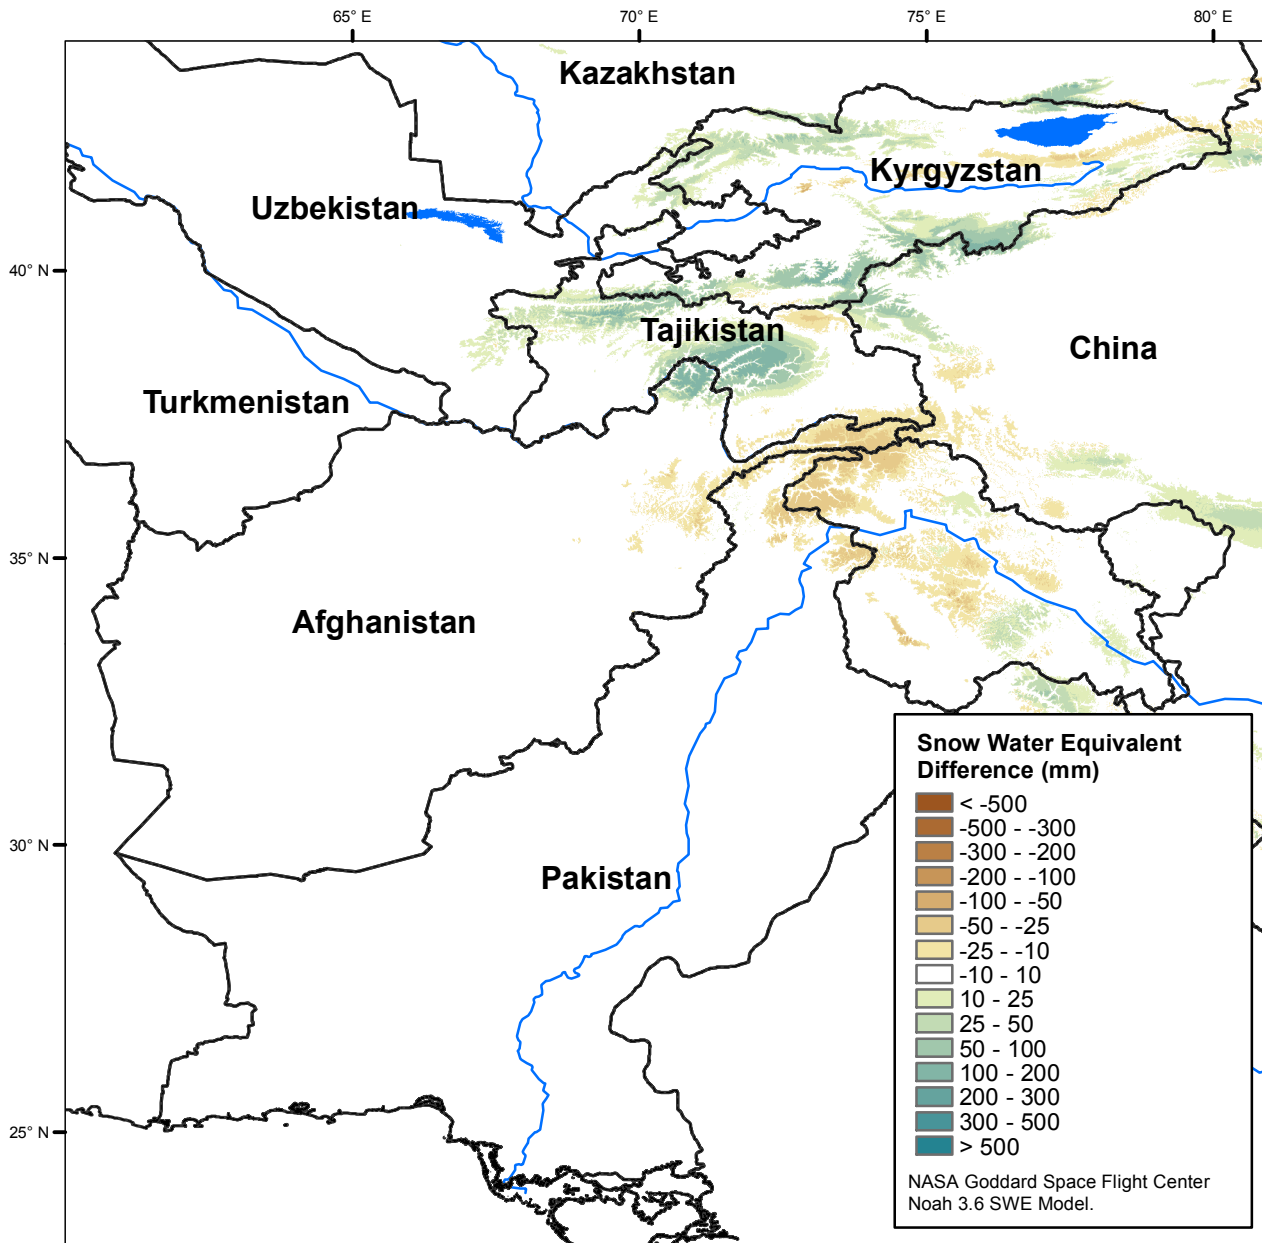 65° E
70° E
75° E
80° E
Kazakhstan
Kyrgyzstan
Uzbekistan
40° N
Tajikistan
China
Turkmenistan
35° N
Afghanistan
30° N
Pakistan
25° N
Snow Water Equivalent
Difference (mm)
< -500
-500 - -300
-300 - -200
-200 - -100
-100 - -50
-50 - -25
-25 - -10
-10 - 10
10 - 25
25 - 50
50 - 100
100 - 200
200 - 300
300 - 500
> 500
NASA Goddard Space Flight Center
Noah 3.6 SWE Model.